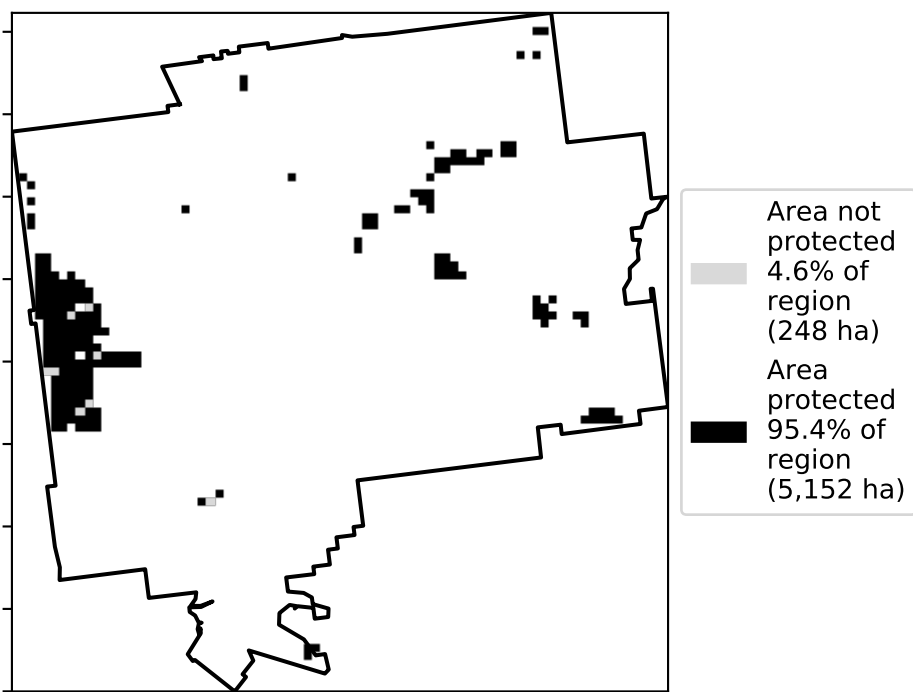 Area not
protected
4.6% of
region
(248 ha)
Area
protected
95.4% of
region
(5,152 ha)